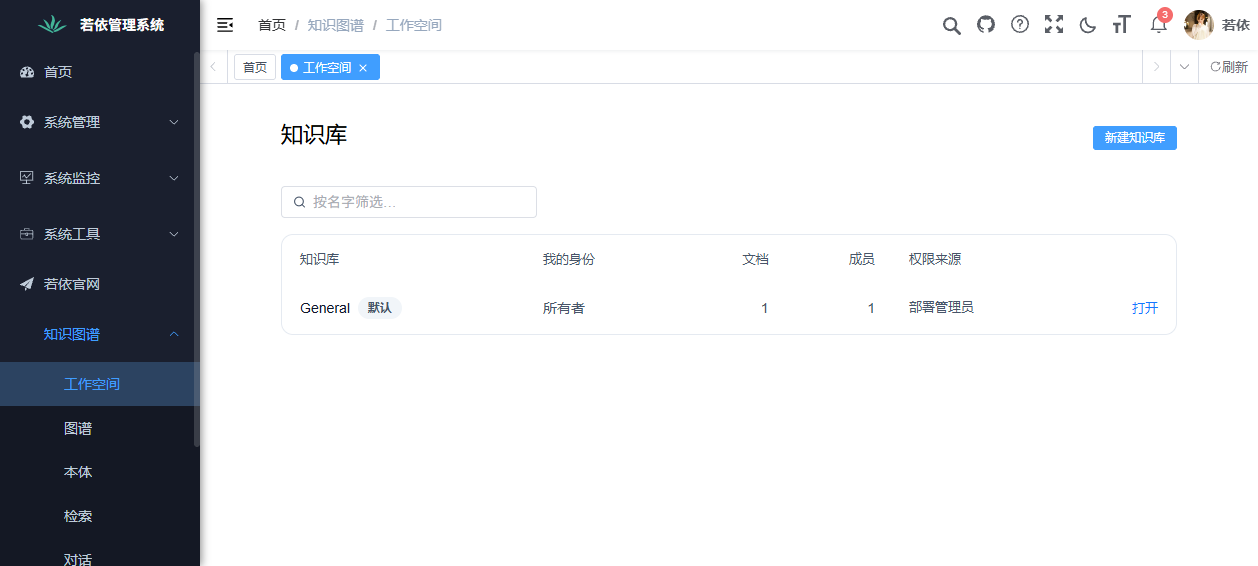 若依管理系统
首页 / 知识图谱 / 工作空间
3
若依
首页
工作空间
刷新
首页
系统管理
系统监控
系统工具
若依官网
知识图谱
工作空间
图谱
本体
检索
对话
知识库
新建知识库
按名字筛选...
知识库 我的身份 文档 成员 权限来源
General 默认 所有者 1 1 部署管理员 打开